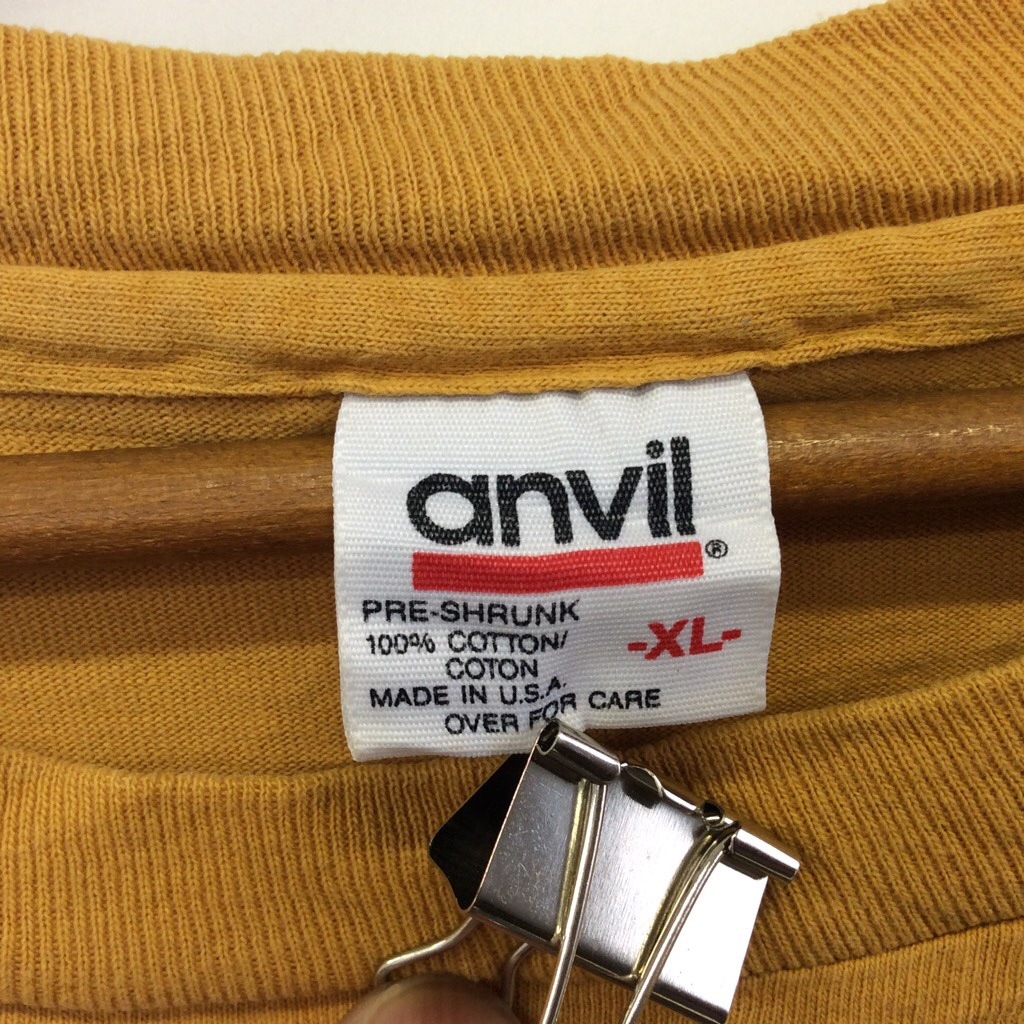 anvil®
PRE-SHRUNK
100% COTTON/
COTON
-XL-
MADE IN U.S.A.
OVER FOR CARE